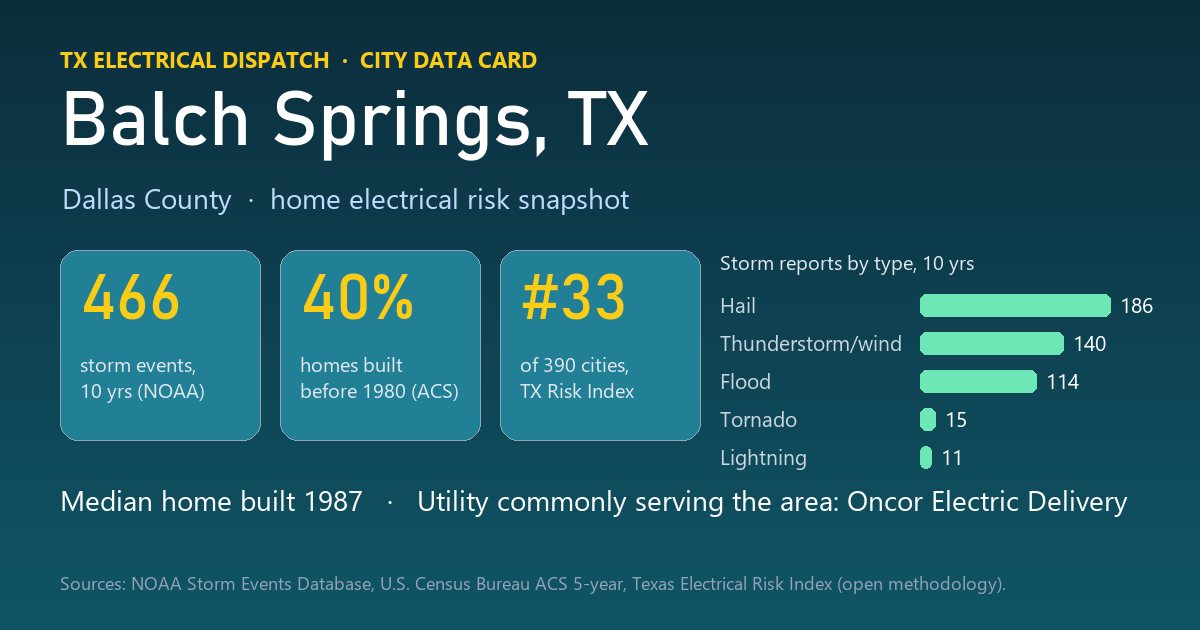 TX ELECTRICAL DISPATCH · CITY DATA CARD
Balch Springs, TX
Dallas County · home electrical risk snapshot
466
storm events,
10 yrs (NOAA)
40%
homes built
before 1980 (ACS)
#33
of 390 cities,
TX Risk Index
Storm reports by type, 10 yrs
Hail 186
Thunderstorm/wind 140
Flood 114
Tornado 15
Lightning 11
Median home built 1987 · Utility commonly serving the area: Oncor Electric Delivery
Sources: NOAA Storm Events Database, U.S. Census Bureau ACS 5-year, Texas Electrical Risk Index (open methodology).